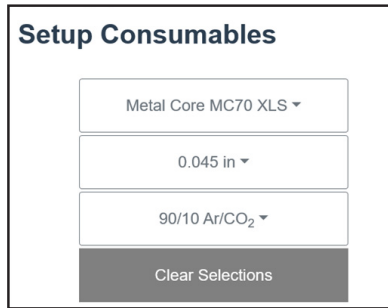 Setup Consumables
Metal Core MC70 XLS
0.045 in
90/10 Ar/CO₂
Clear Selections